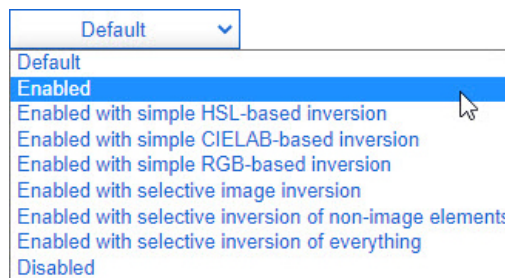 Default
Default
Enabled
Enabled with simple HSL-based inversion
Enabled with simple CIELAB-based inversion
Enabled with simple RGB-based inversion
Enabled with selective image inversion
Enabled with selective inversion of non-image elements
Enabled with selective inversion of everything
Disabled